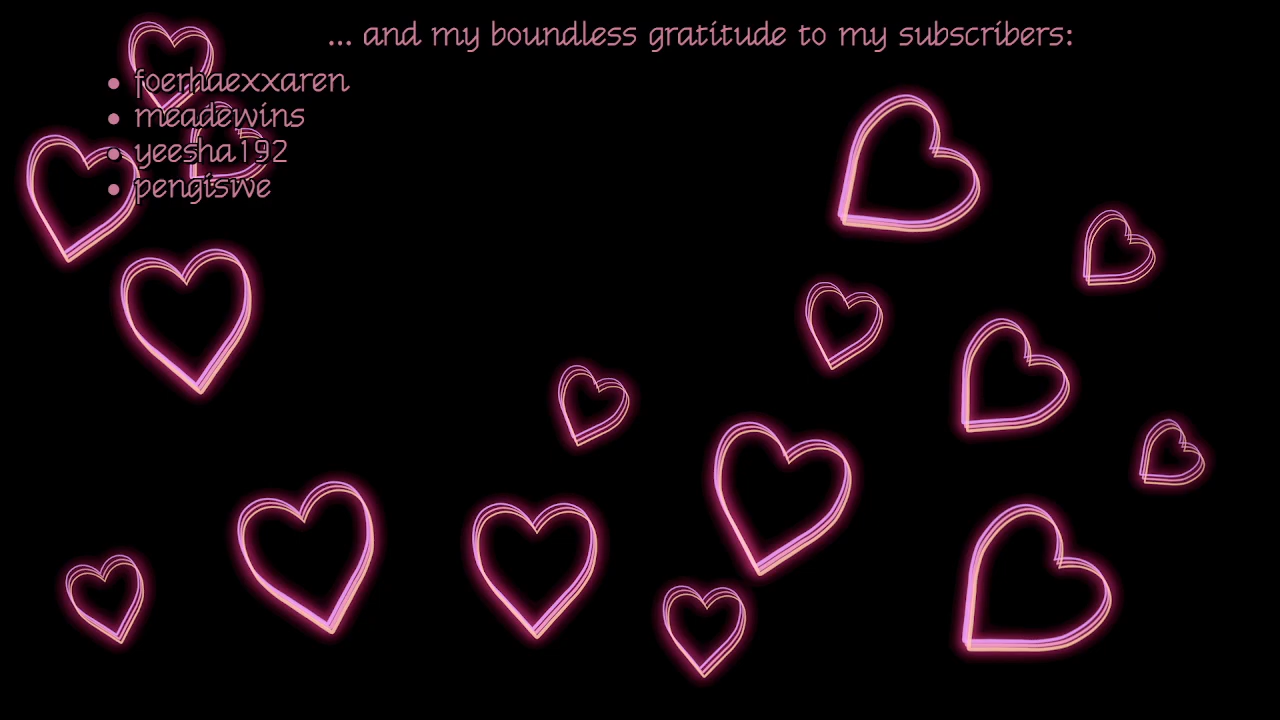 ... and my boundless gratitude to my subscribers:
• foerhaexxaren
• meadewins
• yeesha192
• pengiswe